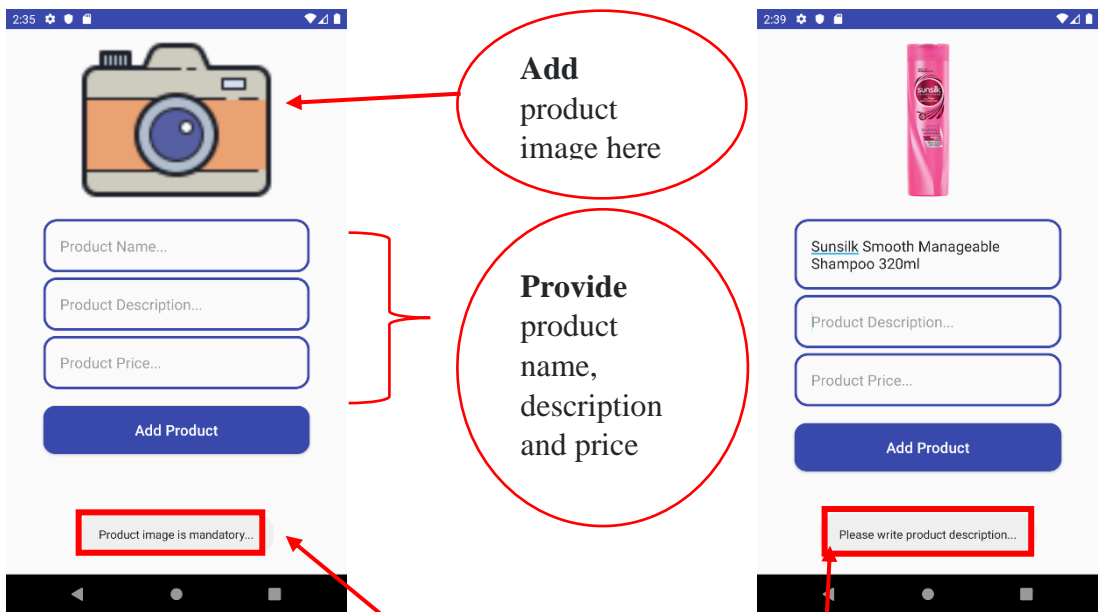 2:35
Product Name...
Product Description...
Product Price...
Add Product
Product image is mandatory...
Add
product
image here
Provide
product
name,
description
and price
2:39
sunsilk
Sunsilk Smooth Manageable
Shampoo 320ml
Product Description...
Product Price...
Add Product
Please write product description...